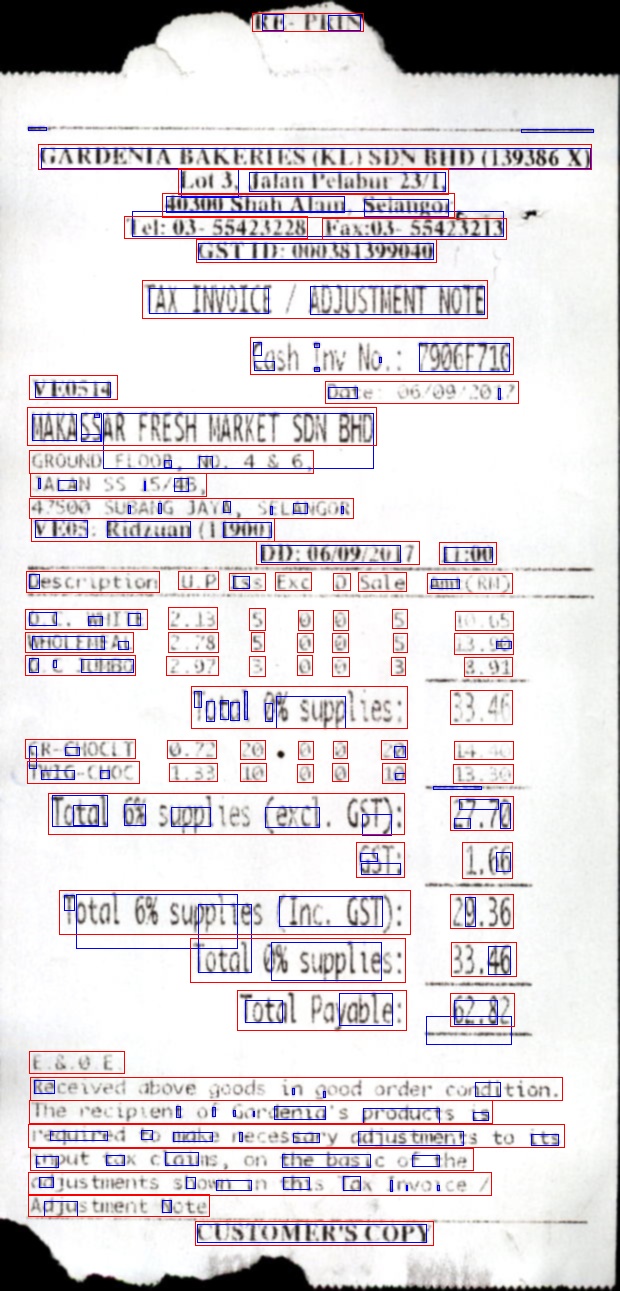 RE- PRIN
GARDENIA BAKERIES (KL) SDN BHD (139386 X)
Lot 3, Jalan Pelabur 23/1,
40300 Shah Alam, Selangor
Tel: 03- 55423228 Fax:03- 55423213
GST ID: 000381399040
TAX INVOICE / ADJUSTMENT NOTE
Cash Inv No.: 7906F710
VE0514 Date: 06/09/2017
MAKASSAR FRESH MARKET SDN BHD
GROUND FLOOR, NO. 4 & 6,
JALAN SS 15/4B,
47500 SUBANG JAYA, SELANGOR
VE05: Ridzuan (11900)
DD: 06/09/2017 11:00
Description U.P Iss Exc D Sale Amt(RM)
O.C. WHITE 2.13 5 0 0 5 10.65
WHOLEMEAL 2.78 5 0 0 5 13.90
O.C JUMBO 2.97 3 0 0 3 8.91
Total 0% supplies: 33.46
CR-CHOCLT 0.72 20 0 0 20 14.40
TWIG-CHOC 1.33 10 0 0 10 13.30
Total 6% supplies (excl. GST): 27.70
GST: 1.66
Total 6% supplies (Inc. GST): 29.36
Total 0% supplies: 33.46
Total Payable: 62.82
E.&.O.E.
Received above goods in good order condition.
The recipient of Gardenia's products is
required to make necessary adjustments to its
input tax claims, on the basic of the
adjustments shown in this Tax Invoice /
Adjustment Note
CUSTOMER'S COPY